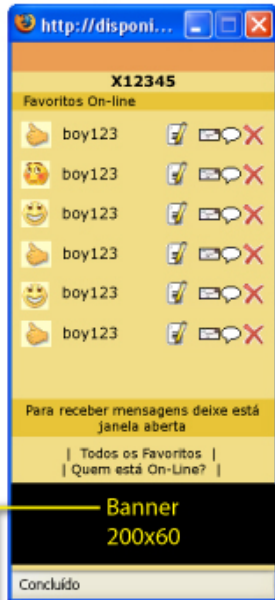 http://disponi...
X12345
Favoritos On-line
boy123
boy123
boy123
boy123
boy123
boy123
Para receber mensagens deixe está
janela aberta
| Todos os Favoritos |
| Quem está On-Line? |
Banner
200x60
Concluído